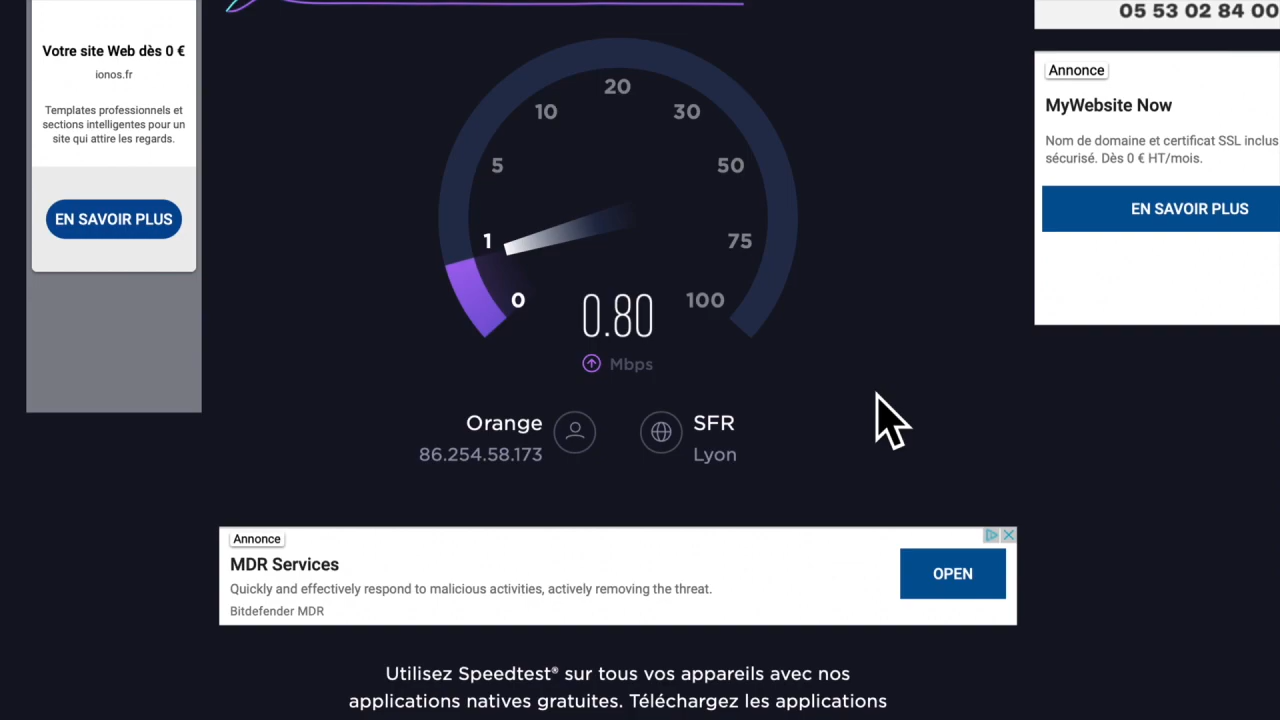 05 53 02 84 00
Votre site Web dès 0 €
ionos.fr
Templates professionnels et
sections intelligentes pour un
site qui attire les regards.
EN SAVOIR PLUS
20
10
30
5
50
1
75
0
100
0.80
Mbps
Orange
86.254.58.173
SFR
Lyon
Annonce
MyWebsite Now
Nom de domaine et certificat SSL inclus
sécurisé. Dès 0 € HT/mois.
EN SAVOIR PLUS
Annonce
MDR Services
Quickly and effectively respond to malicious activities, actively removing the threat.
Bitdefender MDR
OPEN
Utilisez Speedtest® sur tous vos appareils avec nos
applications natives gratuites. Téléchargez les applications